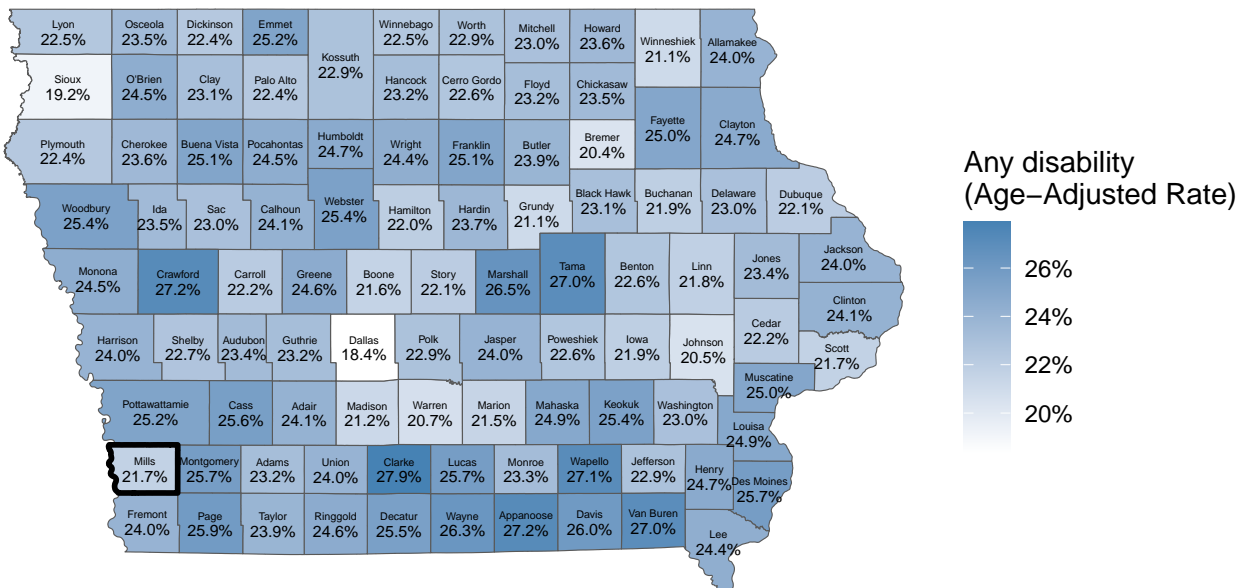 Lyon
22.5%
Osceola
23.5%
Dickinson
22.4%
Emmet
25.2%
Kossuth
22.9%
Winnebago
22.5%
Worth
22.9%
Mitchell
23.0%
Howard
23.6%
Winneshiek
21.1%
Allamakee
24.0%
Sioux
19.2%
O'Brien
24.5%
Clay
23.1%
Palo Alto
22.4%
Hancock
23.2%
Cerro Gordo
22.6%
Floyd
23.2%
Chickasaw
23.5%
Fayette
25.0%
Clayton
24.7%
Plymouth
22.4%
Cherokee
23.6%
Buena Vista
25.1%
Pocahontas
24.5%
Humboldt
24.7%
Wright
24.4%
Franklin
25.1%
Butler
23.9%
Bremer
20.4%
Woodbury
25.4%
Ida
23.5%
Sac
23.0%
Calhoun
24.1%
Webster
25.4%
Hamilton
22.0%
Hardin
23.7%
Grundy
21.1%
Black Hawk
23.1%
Buchanan
21.9%
Delaware
23.0%
Dubuque
22.1%
Monona
24.5%
Crawford
27.2%
Carroll
22.2%
Greene
24.6%
Boone
21.6%
Story
22.1%
Marshall
26.5%
Tama
27.0%
Benton
22.6%
Linn
21.8%
Jones
23.4%
Jackson
24.0%
Clinton
24.1%
Harrison
24.0%
Shelby
22.7%
Audubon
23.4%
Guthrie
23.2%
Dallas
18.4%
Polk
22.9%
Jasper
24.0%
Poweshiek
22.6%
Iowa
21.9%
Johnson
20.5%
Cedar
22.2%
Scott
21.7%
Muscatine
25.0%
Pottawattamie
25.2%
Cass
25.6%
Adair
24.1%
Madison
21.2%
Warren
20.7%
Marion
21.5%
Mahaska
24.9%
Keokuk
25.4%
Washington
23.0%
Louisa
24.9%
Mills
21.7%
Montgomery
25.7%
Adams
23.2%
Union
24.0%
Clarke
27.9%
Lucas
25.7%
Monroe
23.3%
Wapello
27.1%
Jefferson
22.9%
Henry
24.7%
Des Moines
25.7%
Fremont
24.0%
Page
25.9%
Taylor
23.9%
Ringgold
24.6%
Decatur
25.5%
Wayne
26.3%
Appanoose
27.2%
Davis
26.0%
Van Buren
27.0%
Lee
24.4%
Any disability
(Age−Adjusted Rate)
26%
24%
22%
20%